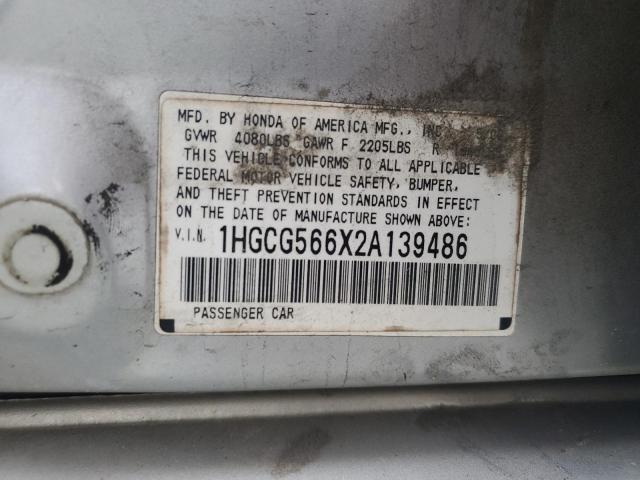 MFD. BY HONDA OF AMERICA MFG., INC
GVWR 4080LBS GAWR F 2205LBS R
THIS VEHICLE CONFORMS TO ALL APPLICABLE
FEDERAL MOTOR VEHICLE SAFETY, BUMPER,
AND THEFT PREVENTION STANDARDS IN EFFECT
ON THE DATE OF MANUFACTURE SHOWN ABOVE:
V.I.N. 1HGCG566X2A139486
PASSENGER CAR